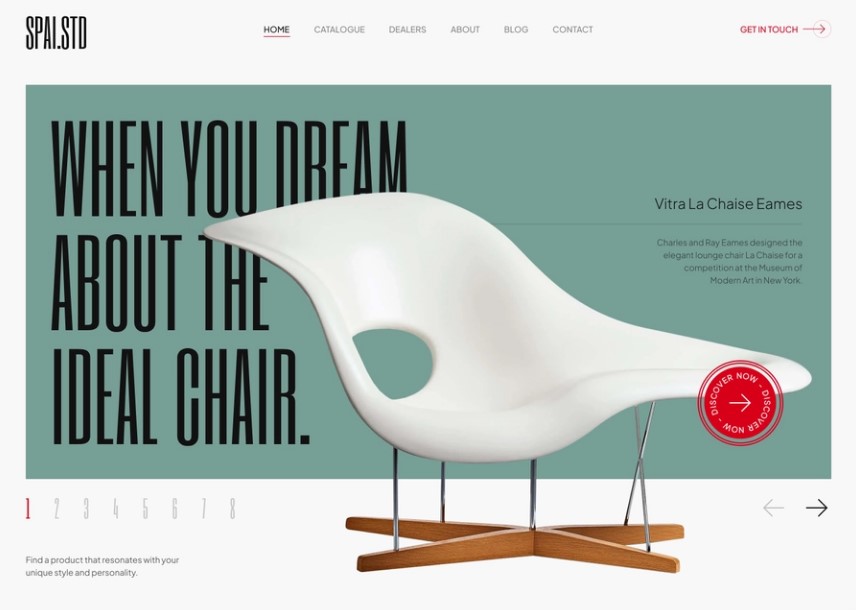 SPAI.STD
HOME
CATALOGUE
DEALERS
ABOUT
BLOG
CONTACT
GET IN TOUCH
WHEN YOU DREAM
ABOUT THE
IDEAL CHAIR.
Vitra La Chaise Eames
Charles and Ray Eames designed the
elegant lounge chair La Chaise for a
competition at the Museum of
Modern Art in New York.
DISCOVER NOW - DISCOVER NOW -
1 2 3 4 5 6 7 8
Find a product that resonates with your
unique style and personality.